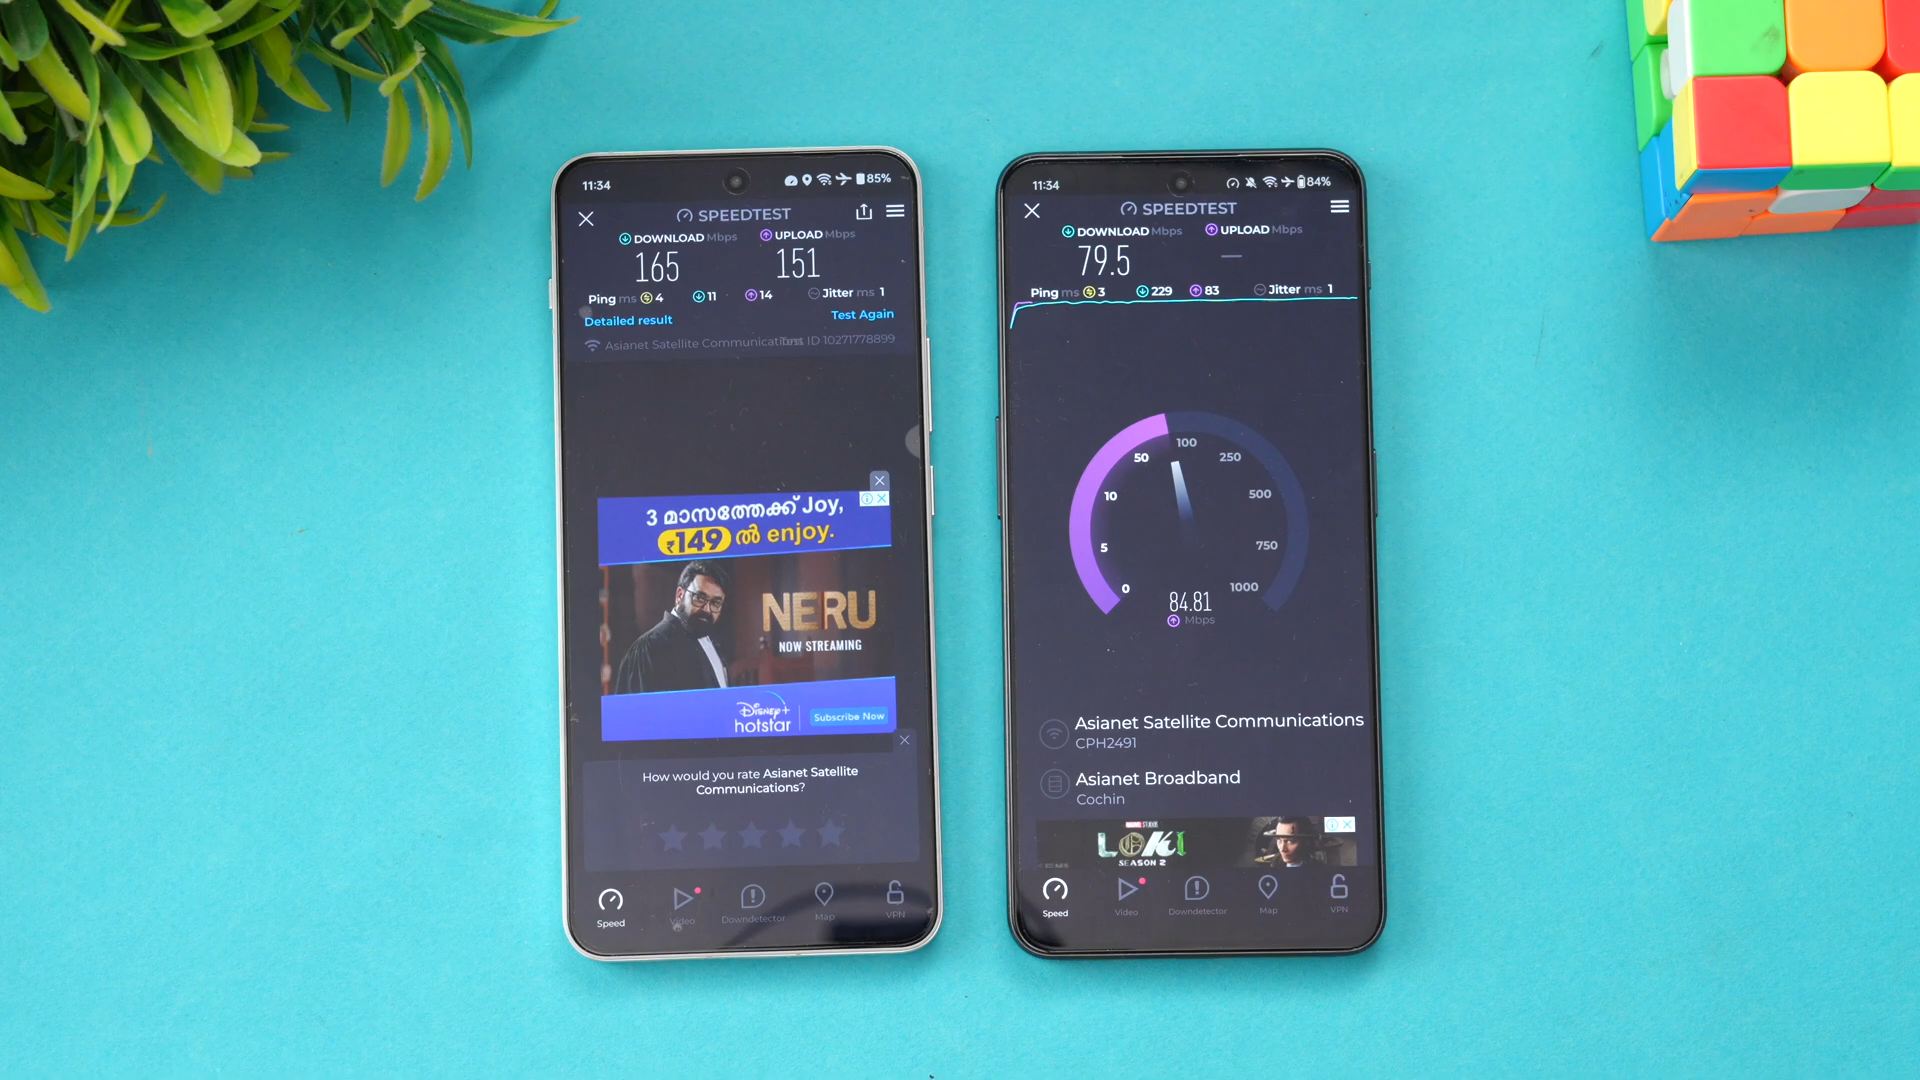 11:34
85%
SPEEDTEST
DOWNLOAD Mbps
UPLOAD Mbps
165
151
Ping ms 4
11
14
Jitter ms 1
Detailed result
Test Again
Asianet Satellite Communications
Test ID 10271778899
3 മാസത്തേക്ക് Joy,
₹149 ൽ enjoy.
NERU
NOW STREAMING
Disney+
hotstar
Subscribe Now
How would you rate Asianet Satellite
Communications?
Speed
Video
Downdetector
Map
VPN
11:34
84%
SPEEDTEST
DOWNLOAD Mbps
UPLOAD Mbps
79.5
—
Ping ms 3
229
83
Jitter ms 1
0
5
10
50
100
250
500
750
1000
84.81
Mbps
Asianet Satellite Communications
CPH2491
Asianet Broadband
Cochin
LOKI
SEASON 2
Speed
Video
Downdetector
Map
VPN